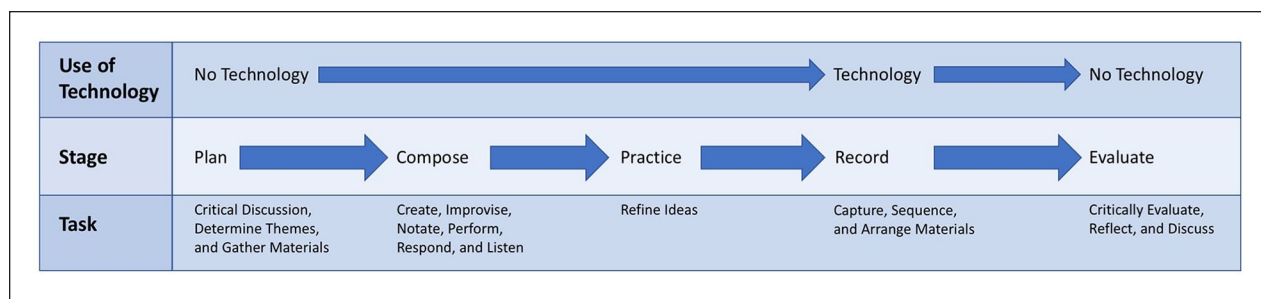 Use of
Technology
No Technology
Technology
No Technology
Stage
Plan
Compose
Practice
Record
Evaluate
Task
Critical Discussion,
Determine Themes,
and Gather Materials
Create, Improvise,
Notate, Perform,
Respond, and Listen
Refine Ideas
Capture, Sequence,
and Arrange Materials
Critically Evaluate,
Reflect, and Discuss